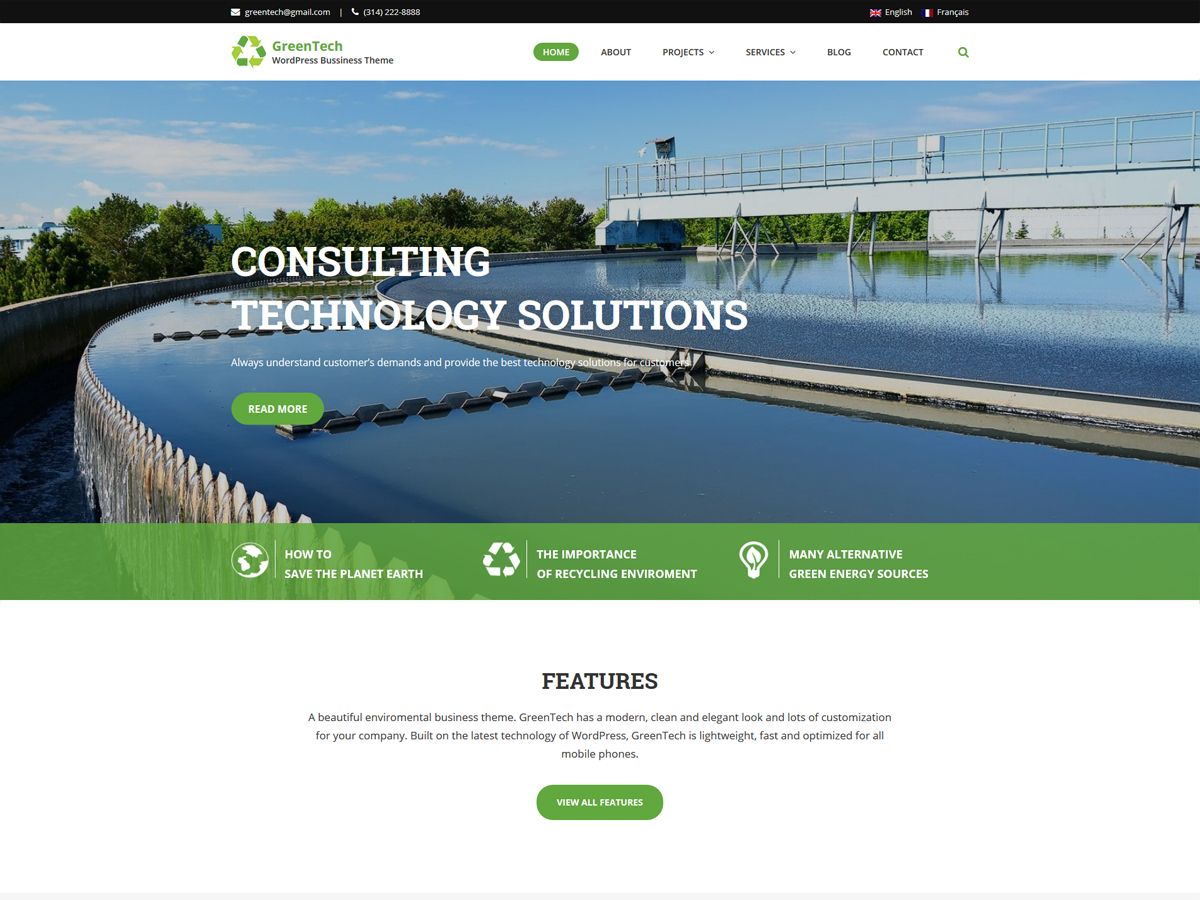 greentech@gmail.com | (314) 222-8888 English Français
GreenTech
WordPress Bussiness Theme
HOME ABOUT PROJECTS SERVICES BLOG CONTACT
CONSULTING
TECHNOLOGY SOLUTIONS
Always understand customer's demands and provide the best technology solutions for customers.
READ MORE
HOW TO
SAVE THE PLANET EARTH
THE IMPORTANCE
OF RECYCLING ENVIROMENT
MANY ALTERNATIVE
GREEN ENERGY SOURCES
FEATURES
A beautiful enviromental business theme. GreenTech has a modern, clean and elegant look and lots of customization
for your company. Built on the latest technology of WordPress, GreenTech is lightweight, fast and optimized for all
mobile phones.
VIEW ALL FEATURES